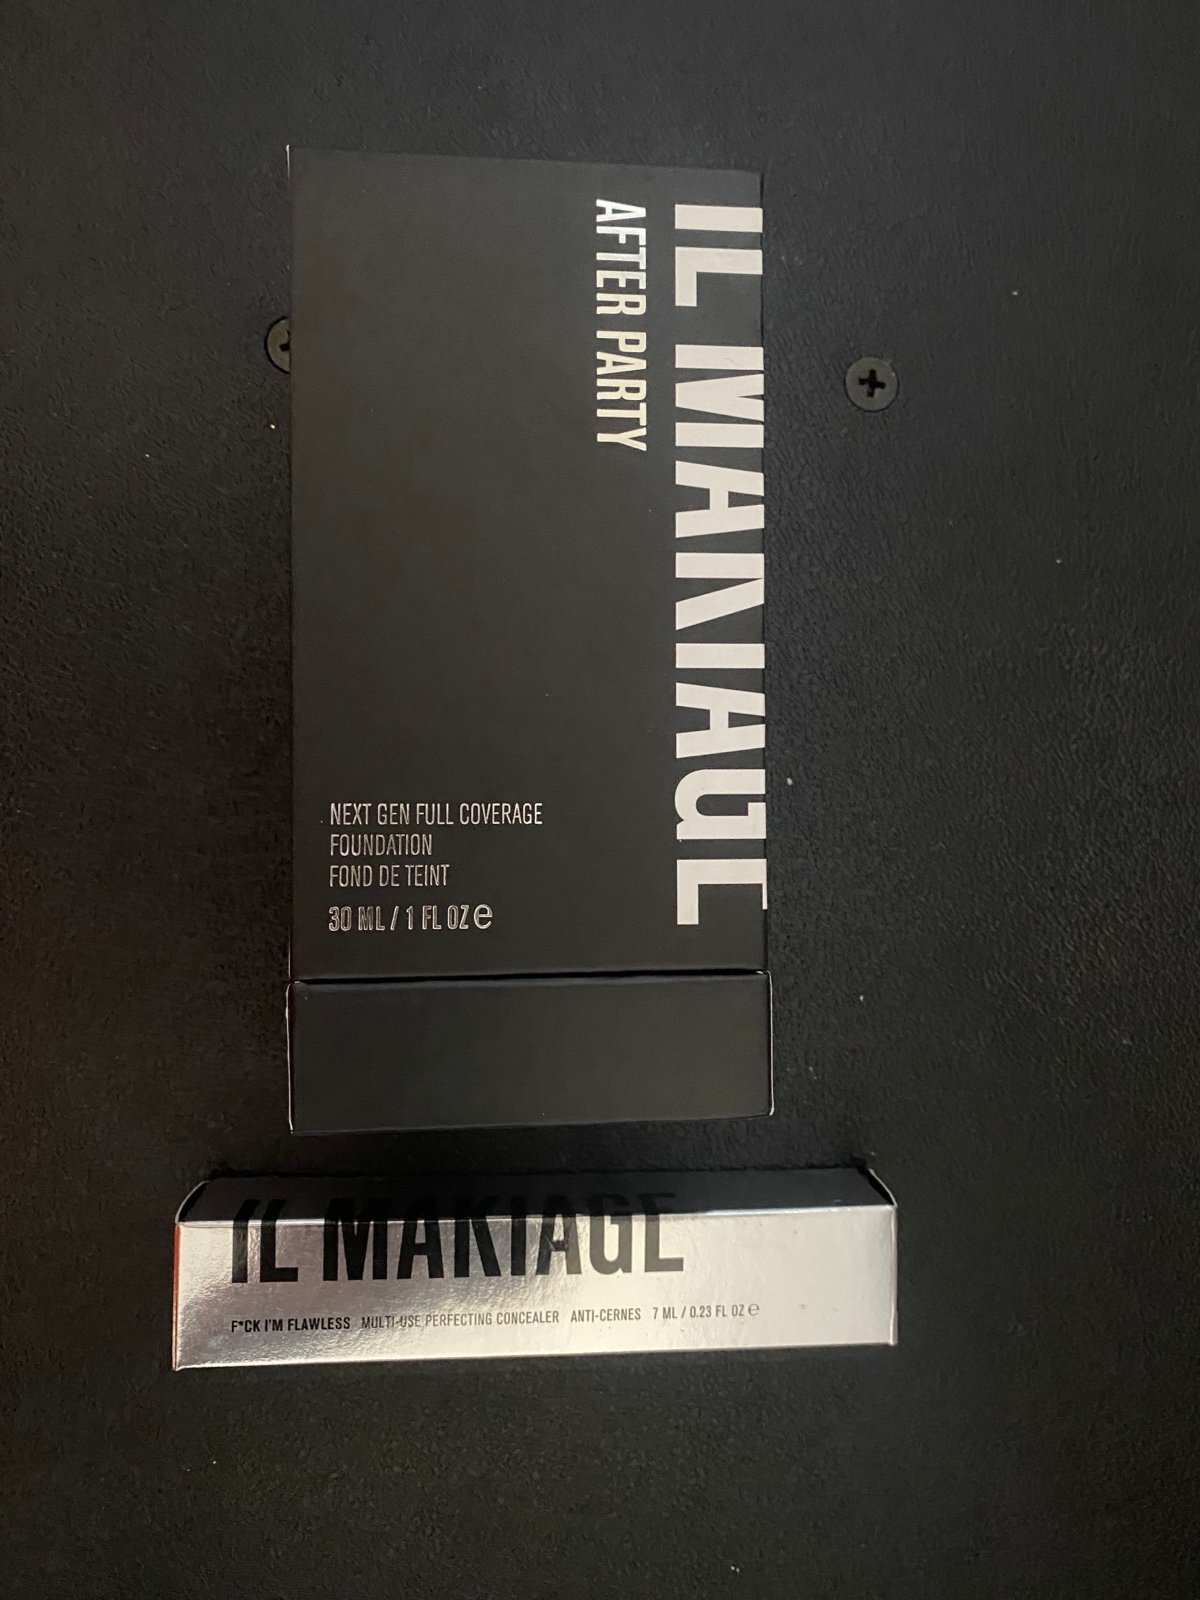 IL MAKIAGE
AFTER PARTY
NEXT GEN FULL COVERAGE
FOUNDATION
FOND DE TEINT
30 ML / 1 FL OZ e
IL MAKIAGE
F*CK I'M FLAWLESS MULTI-USE PERFECTING CONCEALER ANTI-CERNES 7 ML / 0.23 FL OZ e